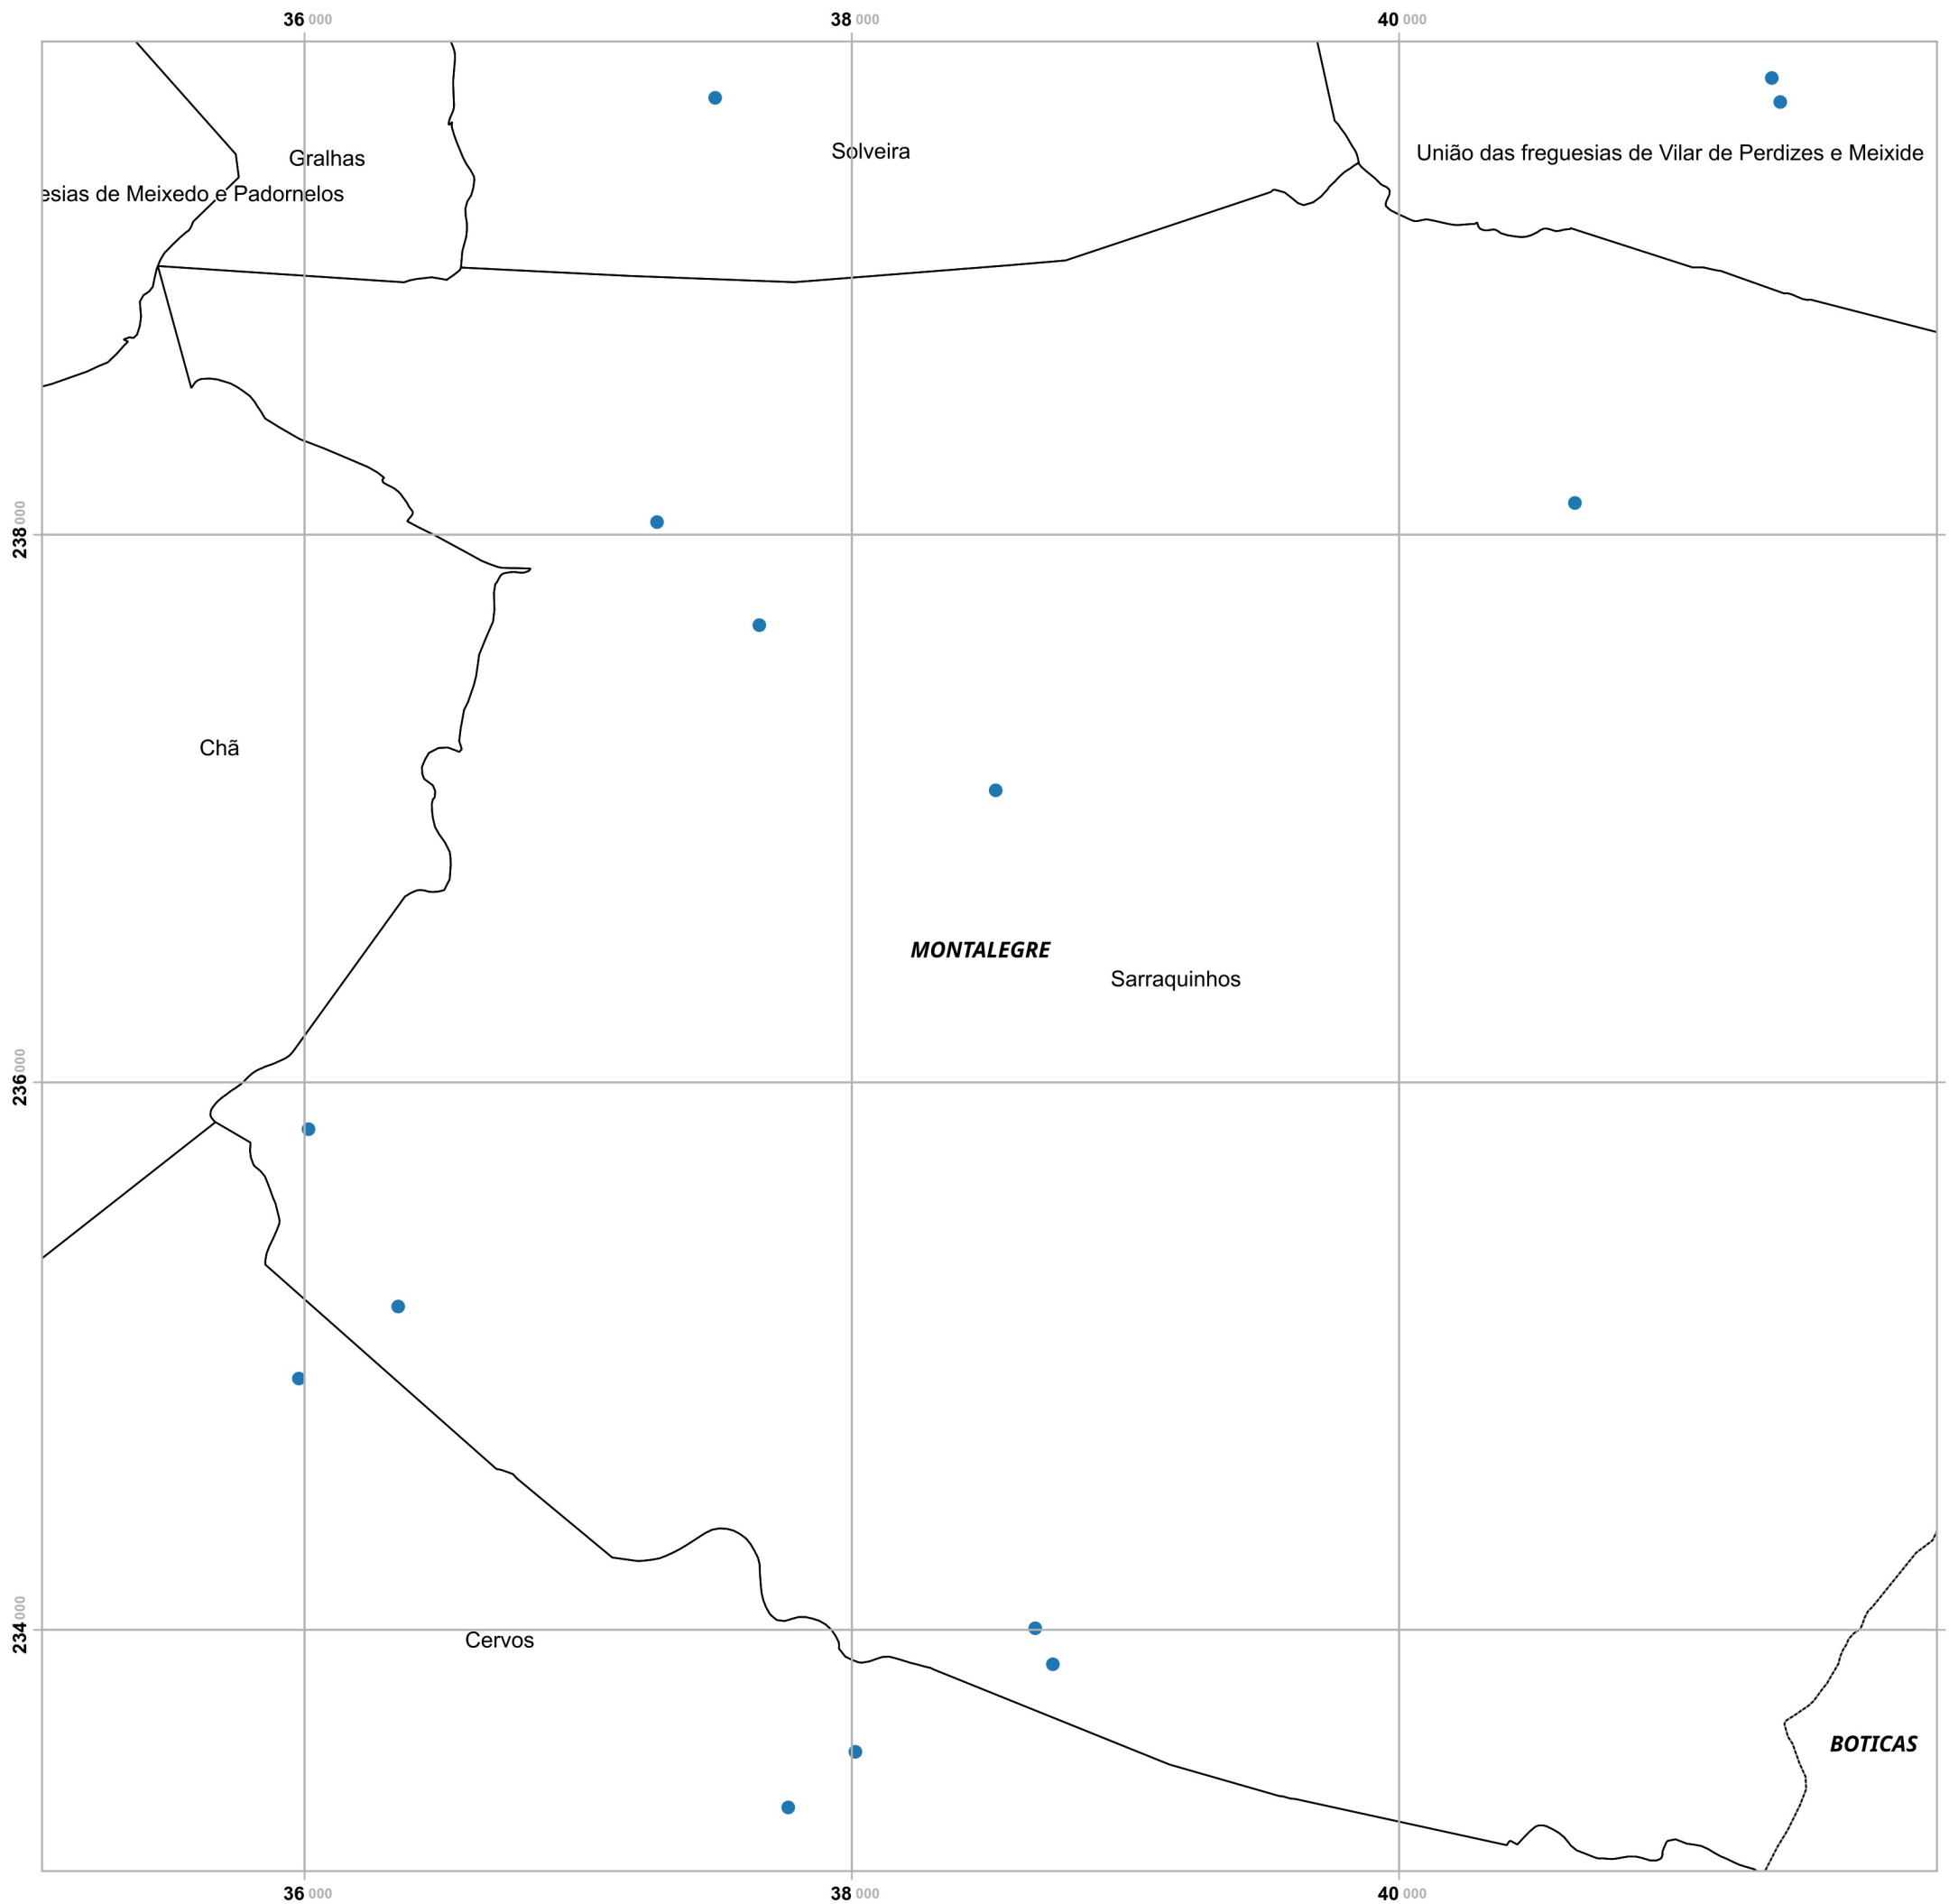 36 000 38 000 40 000
Gralhas
Solveira
União das freguesias de Vilar de Perdizes e Meixide
esias de Meixedo e Padornelos
238 000
Chã
MONTALEGRE
Sarraquinhos
236 000
234 000
Cervos
BOTICAS
36 000 38 000 40 000